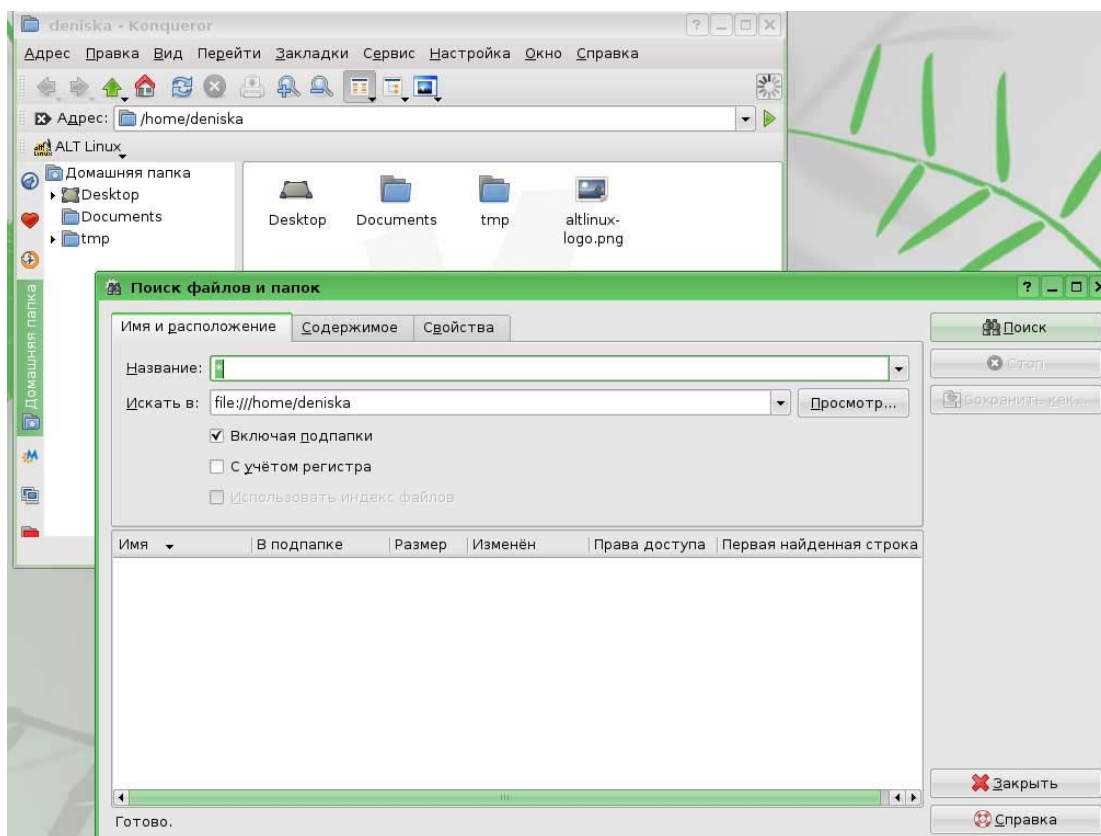 deniska - Konqueror
Адрес Правка Вид Перейти Закладки Сервис Настройка Окно Справка
Адрес: /home/deniska
ALT Linux
Домашняя папка
Desktop
Documents
tmp
Desktop Documents tmp altlinux-
logo.png
Домашняя папка
Поиск файлов и папок
Имя и расположение Содержимое Свойства
Поиск
Название: *
Стоп
Искать в: file:///home/deniska Просмотр...
Сохранить как...
Включая подпапки
С учётом регистра
Использовать индекс файлов
Имя В подпапке Размер Изменён Права доступа Первая найденная строка
Закрыть
Готово.
Справка